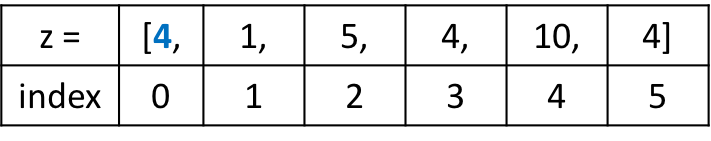 z = [4, 1, 5, 4, 10, 4]
index 0 1 2 3 4 5